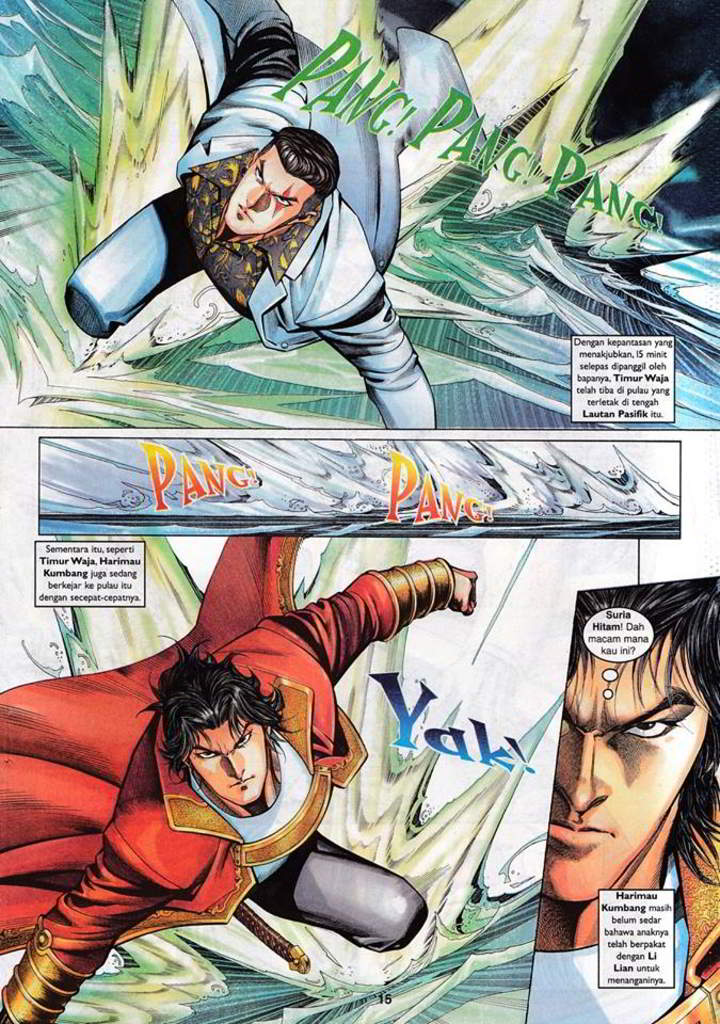 PANG! PANG! PANG!
Dengan kepantasan yang
menakjubkan, 15 minit
selepas dipanggil oleh
bapanya, Timur Waja
telah tiba di pulau yang
terletak di tengah
Lautan Pasifik itu.
PANG! PANG!
Sementara itu, seperti
Timur Waja, Harimau
Kumbang juga sedang
berkejar ke pulau itu
dengan secepat-cepatnya.
Yak!
Suria
Hitam! Dah
macam mana
kau ini?
Harimau
Kumbang masih
belum sedar
bahawa anaknya
telah berpakat
dengan Li
Lian untuk
menanganinya.
15